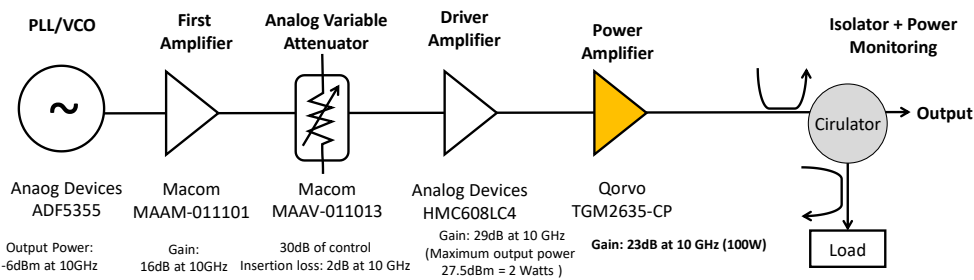 PLL/VCO
First
Amplifier
Analog Variable
Attenuator
Driver
Amplifier
Power
Amplifier
Isolator + Power
Monitoring
~
Cirulator
Output
Anaog Devices
ADF5355
Macom
MAAM-011101
Macom
MAAV-011013
Analog Devices
HMC608LC4
Qorvo
TGM2635-CP
Output Power:
-6dBm at 10GHz
Gain:
16dB at 10GHz
30dB of control
Insertion loss: 2dB at 10 GHz
Gain: 29dB at 10 GHz
(Maximum output power
27.5dBm = 2 Watts )
Gain: 23dB at 10 GHz (100W)
Load